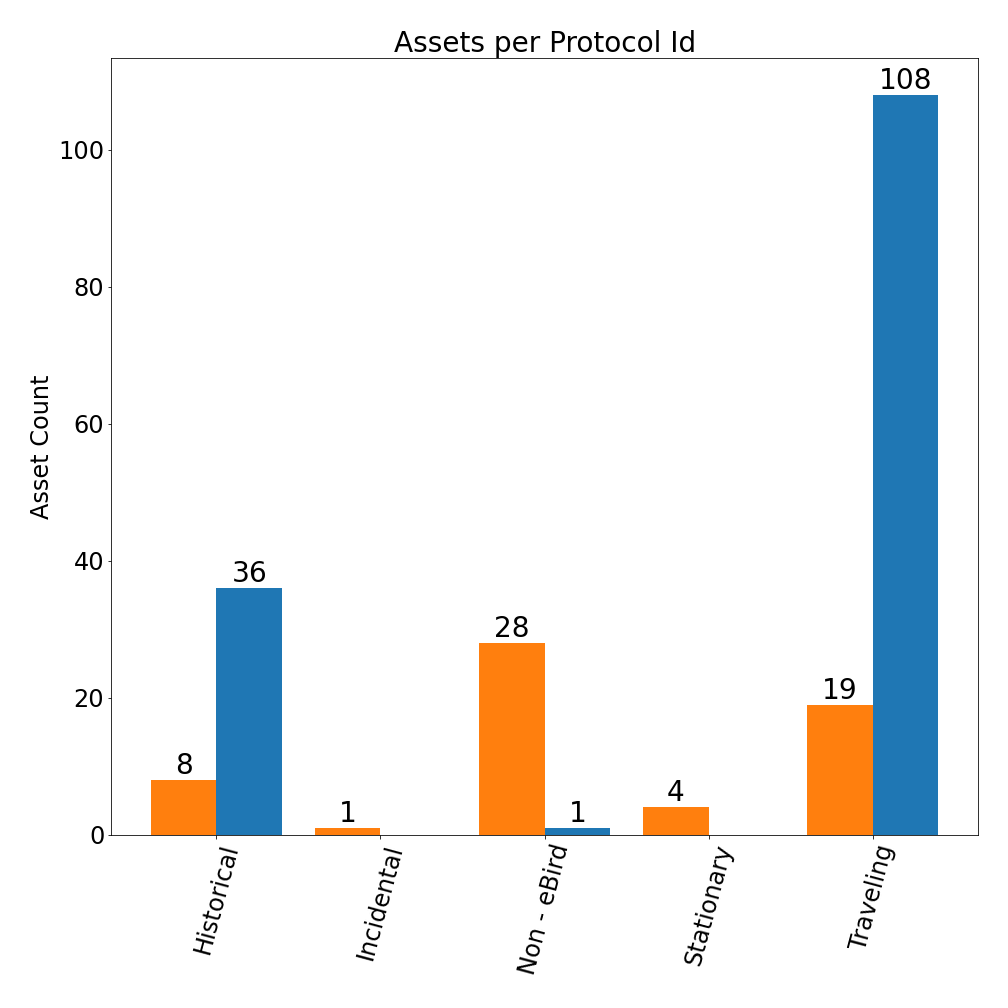 Assets per Protocol Id
Asset Count
100
80
60
40
20
0
8
36
1
28
1
4
19
108
Historical
Incidental
Non - eBird
Stationary
Traveling